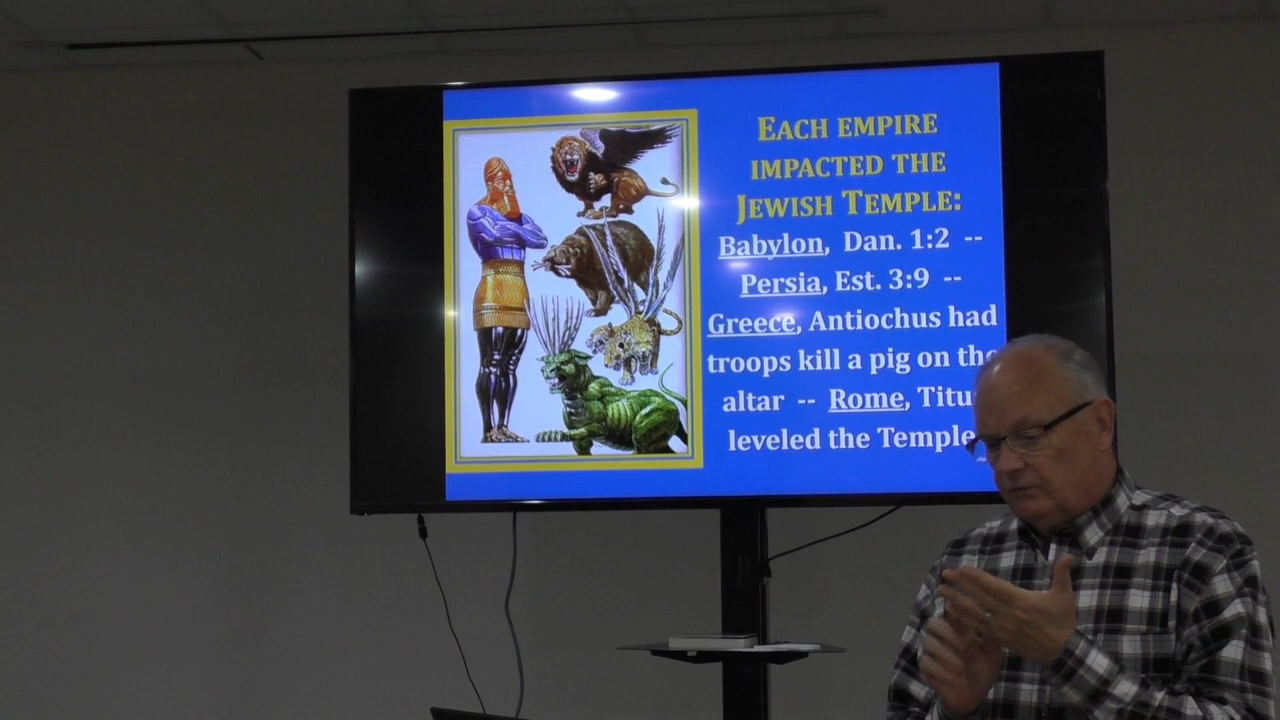 EACH EMPIRE
IMPACTED THE
JEWISH TEMPLE:
Babylon, Dan. 1:2 --
Persia, Est. 3:9 --
Greece, Antiochus had
troops kill a pig on the
altar -- Rome, Titu
leveled the Temple